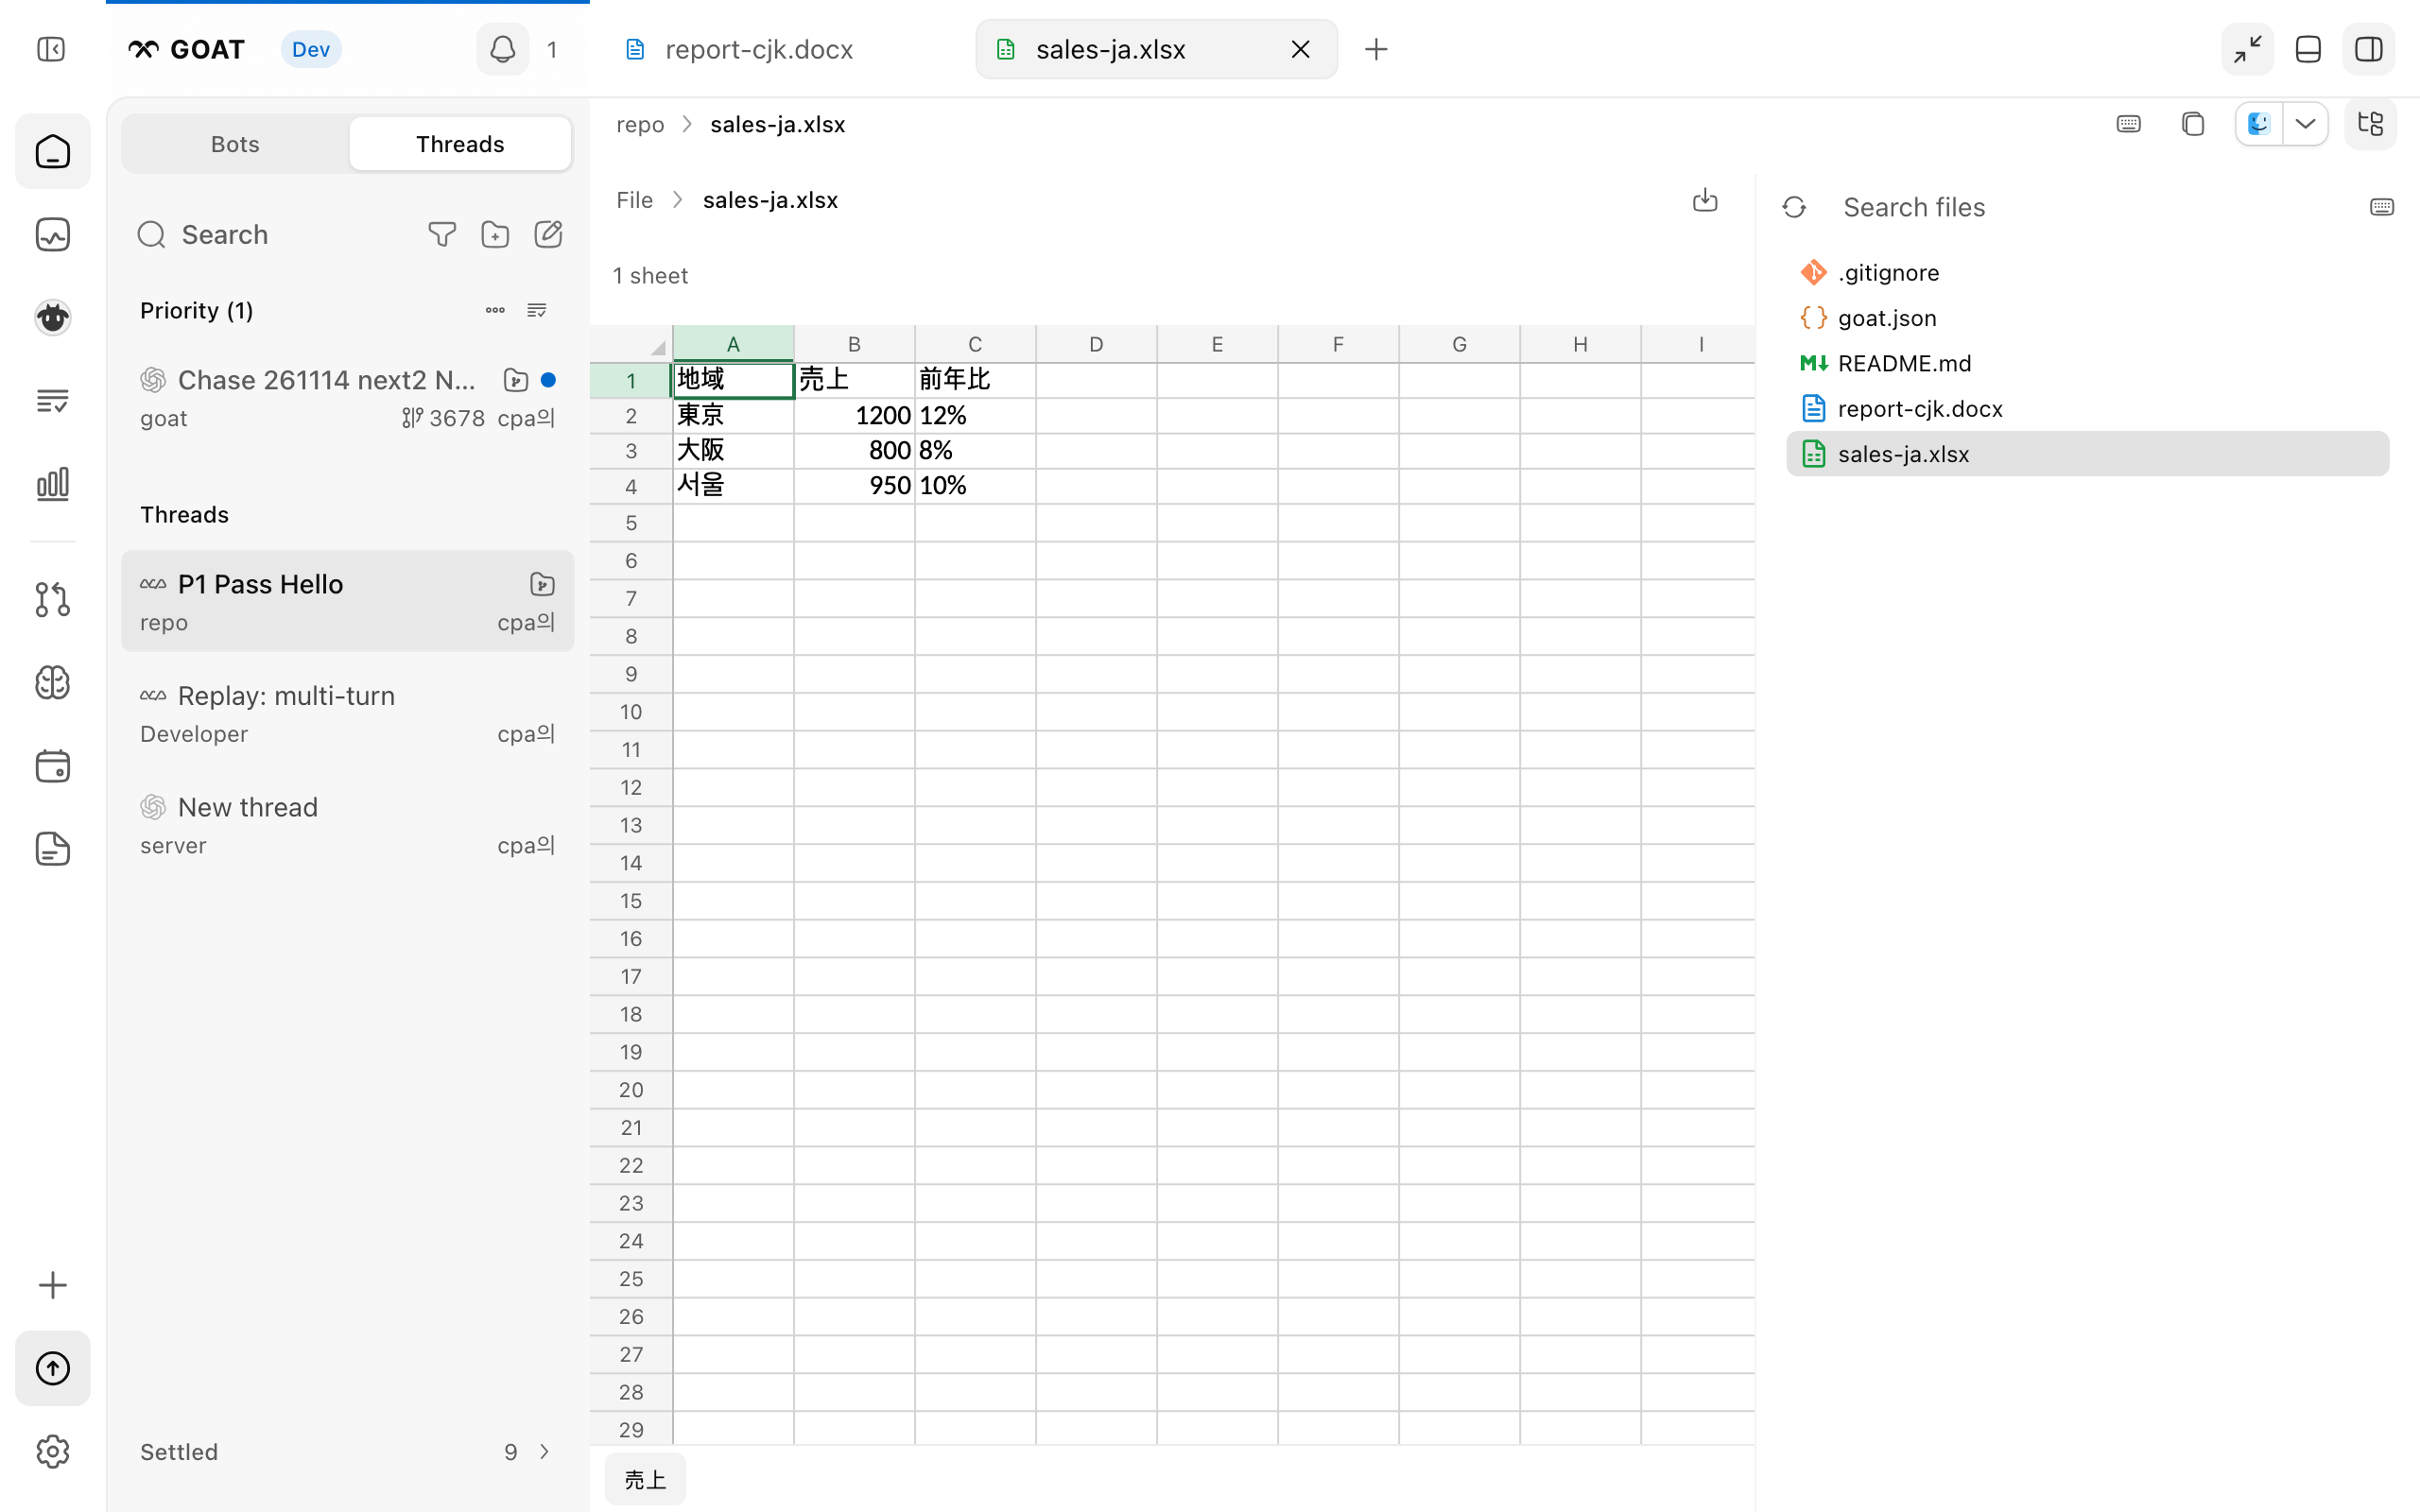 GOAT Dev 1
report-cjk.docx
sales-ja.xlsx
Bots Threads
Search
Priority (1)
Chase 261114 next2 N...
goat 3678 cpa의
Threads
P1 Pass Hello
repo cpa의
Replay: multi-turn
Developer cpa의
New thread
server cpa의
Settled 9
repo > sales-ja.xlsx
File > sales-ja.xlsx
1 sheet
A B C D E F G H I
1 地域 売上 前年比
2 東京 1200 12%
3 大阪 800 8%
4 서울 950 10%
5
6
7
8
9
10
11
12
13
14
15
16
17
18
19
20
21
22
23
24
25
26
27
28
29
売上
Search files
.gitignore
{} goat.json
M↓ README.md
report-cjk.docx
sales-ja.xlsx